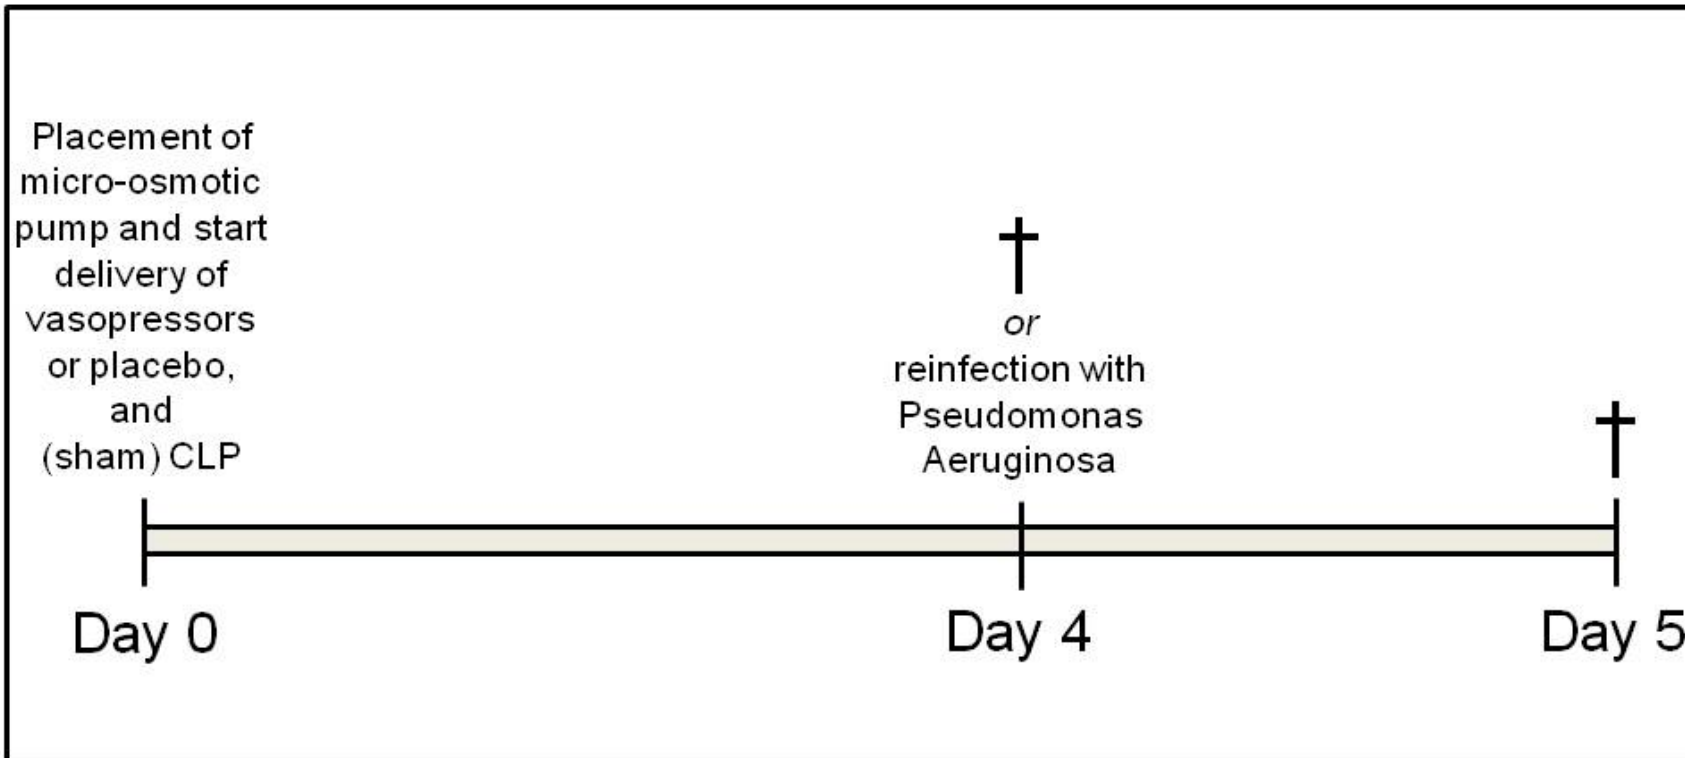 Placement of
micro-osmotic
pump and start
delivery of
vasopressors
or placebo,
and
(sham) CLP
or
reinfection with
Pseudomonas
Aeruginosa
Day 0
Day 4
Day 5